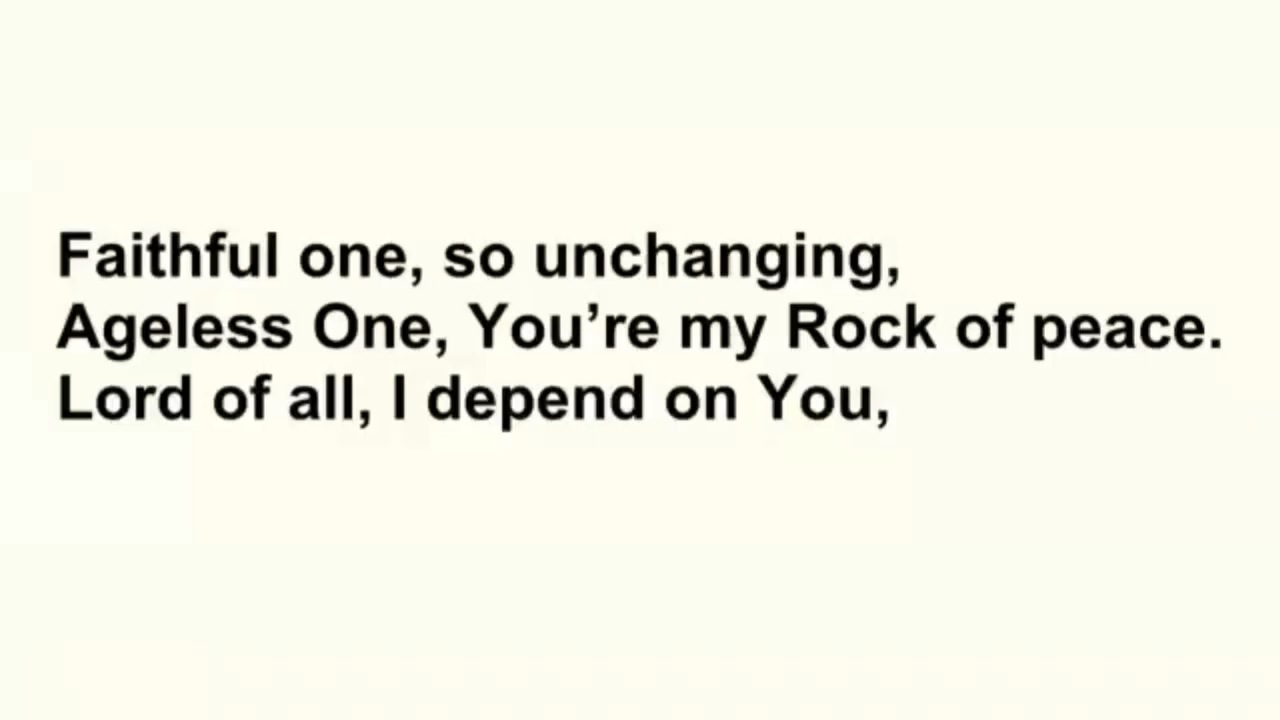 Faithful one, so unchanging,
Ageless One, You’re my Rock of peace.
Lord of all, I depend on You,